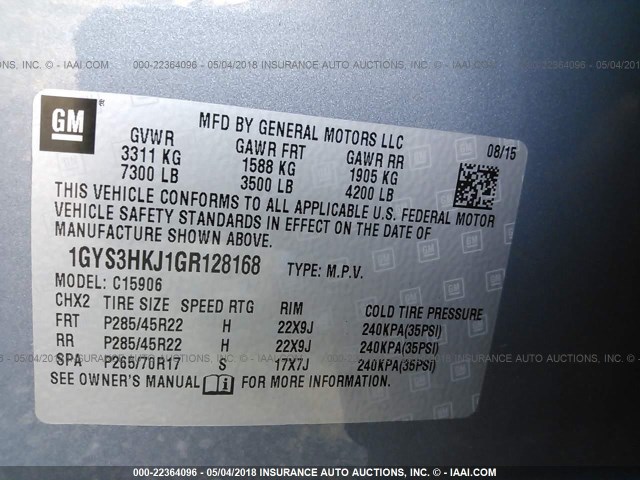 ANCE AUTO AUCTIONS, INC. © - IAAI.COM 000-22364096 - 05/04/2018 INSURANCE AUTO AUCTIONS, INC. © - IAAI.COM 000-22364096 - 05/04/2018 INSUR
GM ®
MFD BY GENERAL MOTORS LLC
08/15
GVWR GAWR FRT GAWR RR
3311 KG 1588 KG 1905 KG
7300 LB 3500 LB 4200 LB
THIS VEHICLE CONFORMS TO ALL APPLICABLE U.S. FEDERAL MOTOR
VEHICLE SAFETY STANDARDS IN EFFECT ON THE DATE OF
MANUFACTURE SHOWN ABOVE.
1GYS3HKJ1GR128168 TYPE: M.P.V.
MODEL: C15906
CHX2 TIRE SIZE SPEED RTG RIM COLD TIRE PRESSURE
FRT P285/45R22 H 22X9J 240KPA(35PSI)
RR P285/45R22 H 22X9J 240KPA(35PSI)
SPA P265/70R17 S 17X7J 240KPA(35PSI)
SEE OWNER'S MANUAL FOR MORE INFORMATION.
000-22364096 - 05/04/2018 INSURANCE AUTO AUCTIONS, INC. © - IAAI.COM